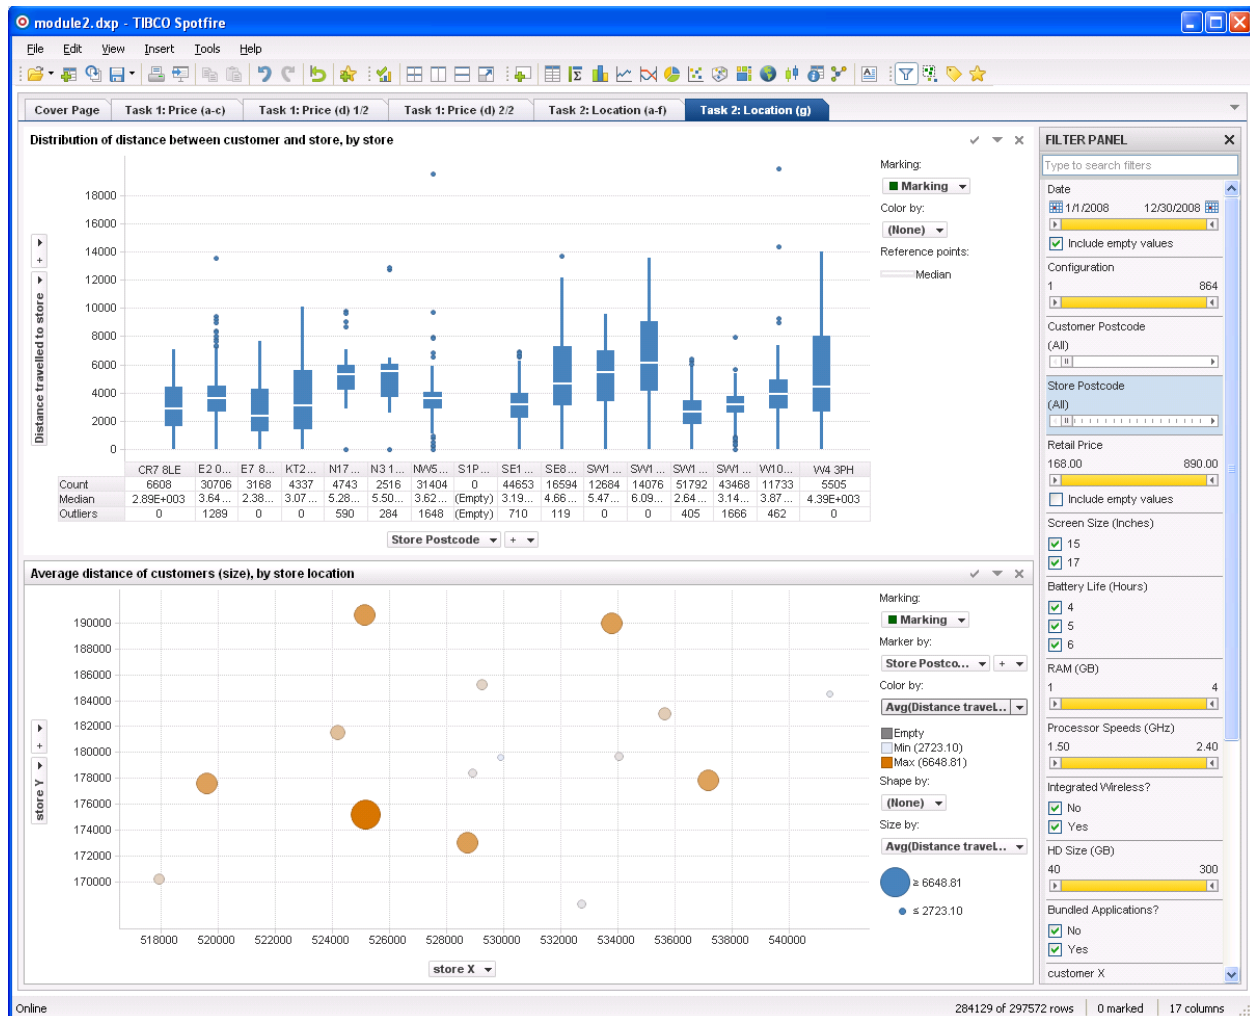 module2.dxp - TIBCO Spotfire
File Edit View Insert Tools Help
Cover Page Task 1: Price (a-c) Task 1: Price (d) 1/2 Task 1: Price (d) 2/2 Task 2: Location (a-f) Task 2: Location (g)
Distribution of distance between customer and store, by store
18000
16000
14000
12000
10000
8000
6000
4000
2000
0
Distance travelled to store
+
CR7 8LE E2 0... E7 8... KT2... N17... N3 1... NW5... S1P... SE1... SE8... SW1... SW1... SW1... SW1... W10... W4 3PH
Count 6608 30706 3168 4337 4743 2516 31404 0 44653 16594 12684 14076 51792 43468 11733 5505
Median 2.89E+003 3.64... 2.38... 3.07... 5.28... 5.50... 3.62... (Empty) 3.19... 4.66... 5.47... 6.09... 2.64... 3.14... 3.87... 4.39E+003
Outliers 0 1289 0 0 590 284 1648 (Empty) 710 119 0 0 405 1666 462 0
Store Postcode +
Marking:
Marking
Color by:
(None)
Reference points:
Median
Average distance of customers (size), by store location
190000
188000
186000
184000
182000
180000
178000
176000
174000
172000
170000
store Y
+
518000 520000 522000 524000 526000 528000 530000 532000 534000 536000 538000 540000
store X
Marking:
Marking
Marker by:
Store Postco... +
Color by:
Avg(Distance travel...
Empty
Min (2723.10)
Max (6648.81)
Shape by:
(None)
Size by:
Avg(Distance travel...
≥ 6648.81
≤ 2723.10
FILTER PANEL
Type to search filters
Date
1/1/2008 12/30/2008
Include empty values
Configuration
1 864
Customer Postcode
(All)
Store Postcode
(All)
Retail Price
168.00 890.00
Include empty values
Screen Size (Inches)
15
17
Battery Life (Hours)
4
5
6
RAM (GB)
1 4
Processor Speeds (GHz)
1.50 2.40
Integrated Wireless?
No
Yes
HD Size (GB)
40 300
Bundled Applications?
No
Yes
customer X
Online 284129 of 297572 rows 0 marked 17 columns